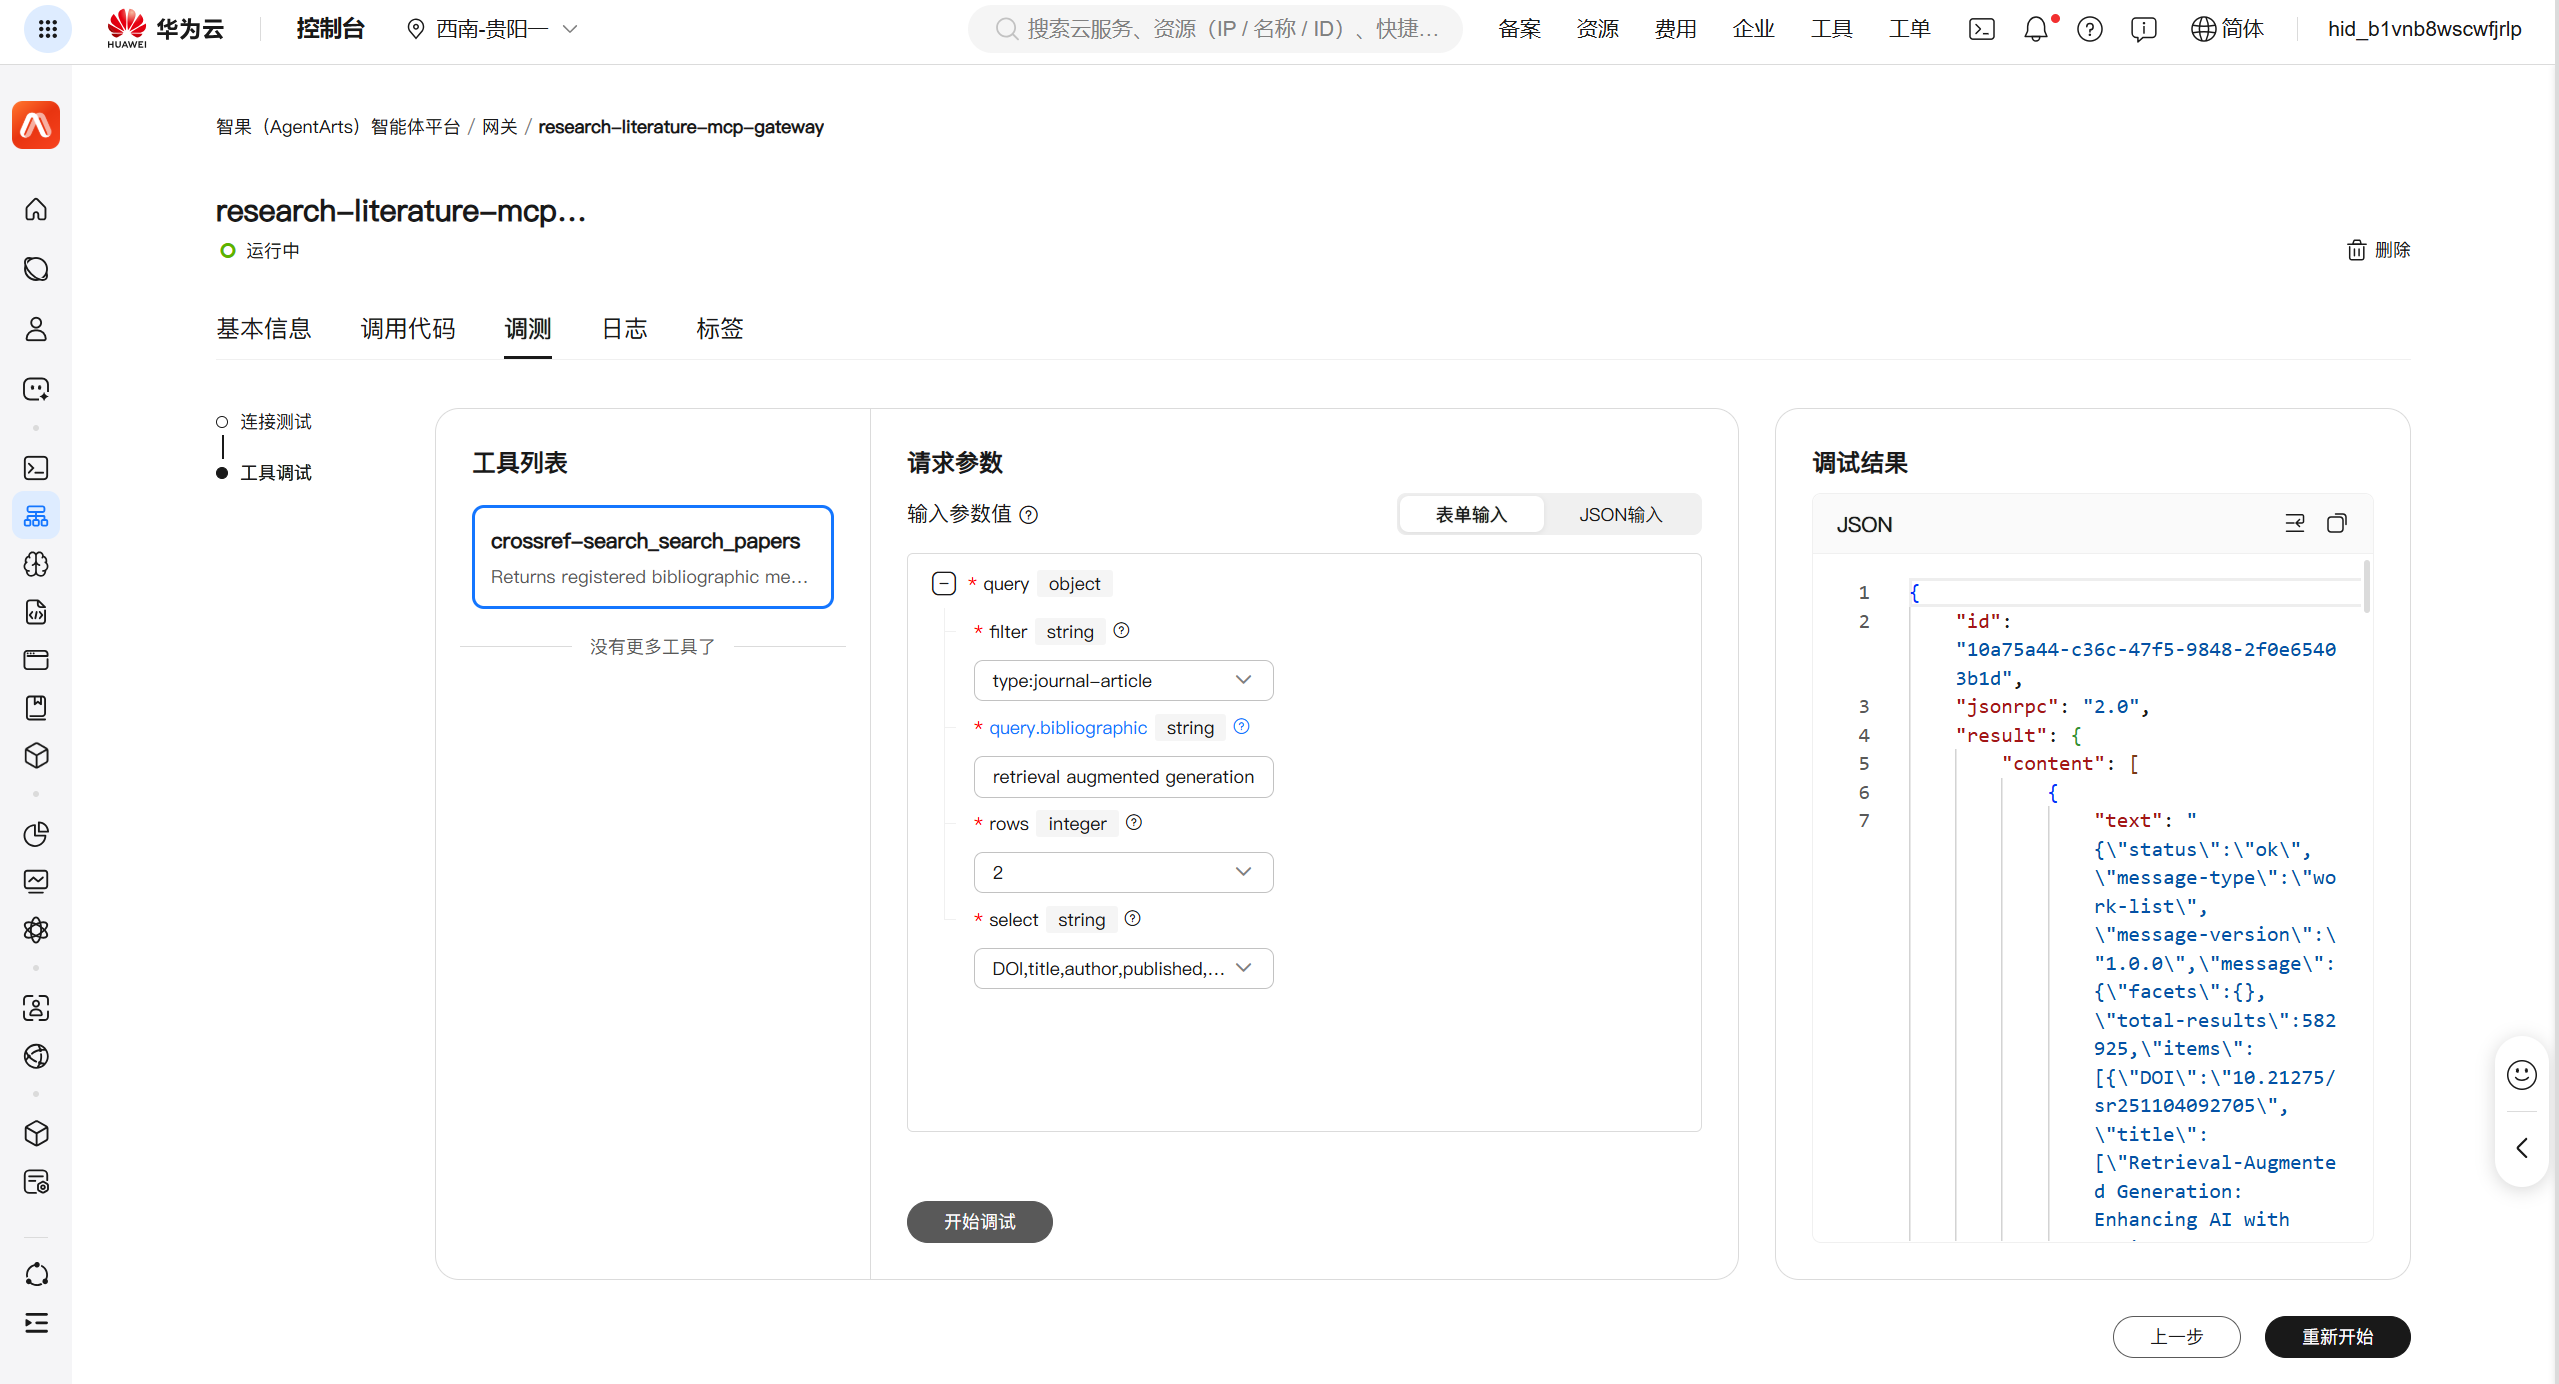 HUAWEI 华为云 控制台 西南-贵阳一 搜索云服务、资源（IP / 名称 / ID）、快捷... 备案 资源 费用 企业 工具 工单 简体 hid_b1vnb8wscwfjrlp
智果（AgentArts）智能体平台 / 网关 / research-literature-mcp-gateway
research-literature-mcp...
运行中
删除
基本信息 调用代码 调测 日志 标签
连接测试
工具调试
工具列表
crossref-search_search_papers
Returns registered bibliographic me...
没有更多工具了
请求参数
输入参数值
表单输入 JSON输入
* query object
* filter string
type:journal-article
* query.bibliographic string
retrieval augmented generation
* rows integer
2
* select string
DOI,title,author,published,...
开始调试
调试结果
JSON
1 {
2 "id":
"10a75a44-c36c-47f5-9848-2f0e6540
3b1d",
3 "jsonrpc": "2.0",
4 "result": {
5 "content": [
6 {
7 "text": "
{\"status\":\"ok\",
\"message-type\":\"wo
rk-list\",
\"message-version\":\
"1.0.0\",\"message\":
{\"facets\":{},
\"total-results\":582
925,\"items\":
[{\"DOI\":\"10.21275/
sr251104092705\",
\"title\":
[\"Retrieval-Augmente
d Generation:
Enhancing AI with
上一步 重新开始